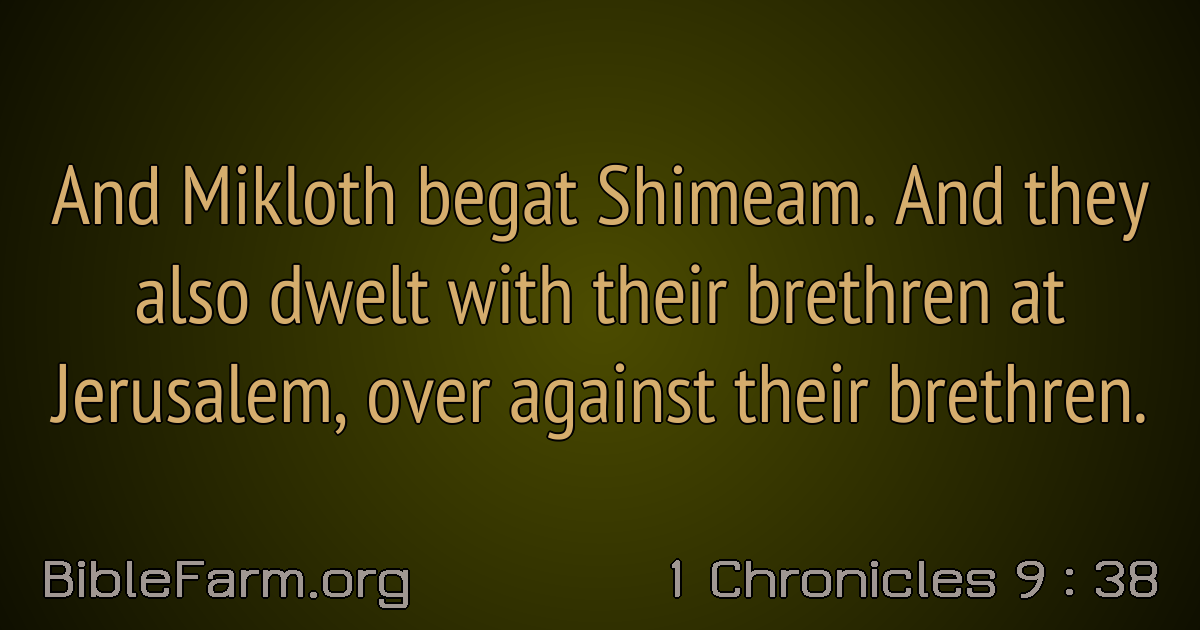 And Mikloth begat Shimeam. And they
also dwelt with their brethren at
Jerusalem, over against their brethren.
BibleFarm.org
1 Chronicles 9 : 38